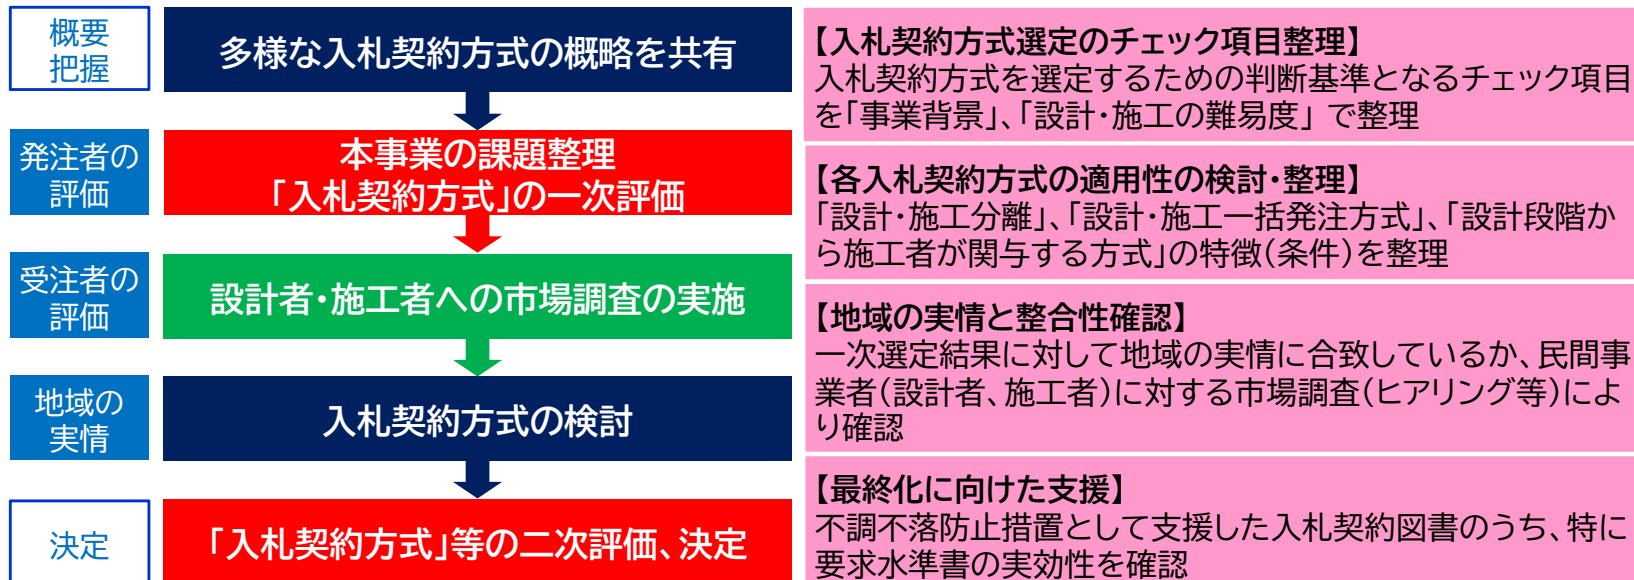 概要
把握
多様な入札契約方式の概略を共有
発注者の
評価
本事業の課題整理
「入札契約方式」の一次評価
受注者の
評価
設計者・施工者への市場調査の実施
地域の
実情
入札契約方式の検討
決定
「入札契約方式」等の二次評価、決定
【入札契約方式選定のチェック項目整理】
入札契約方式を選定するための判断基準となるチェック項目
を「事業背景」、「設計・施工の難易度」 で整理
【各入札契約方式の適用性の検討・整理】
「設計・施工分離」、「設計・施工一括発注方式」、「設計段階か
ら施工者が関与する方式」の特徴(条件)を整理
【地域の実情と整合性確認】
一次選定結果に対して地域の実情に合致しているか、民間事
業者(設計者、施工者)に対する市場調査(ヒアリング等)によ
り確認
【最終化に向けた支援】
不調不落防止措置として支援した入札契約図書のうち、特に
要求水準書の実効性を確認